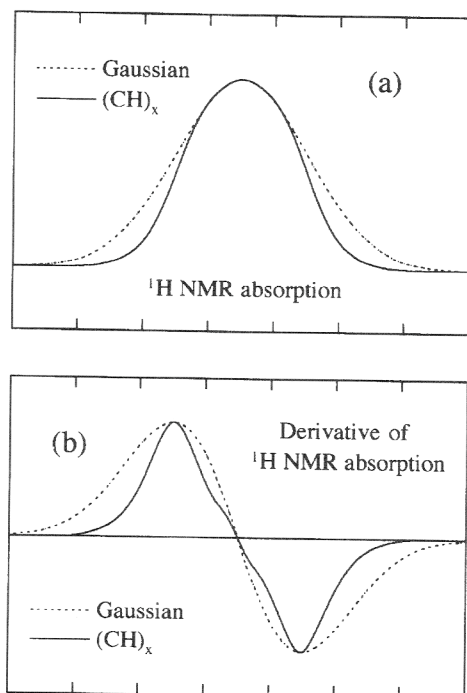 Gaussian
(CH)ₓ
(a)
¹H NMR absorption
(b)
Derivative of
¹H NMR absorption
Gaussian
(CH)ₓ